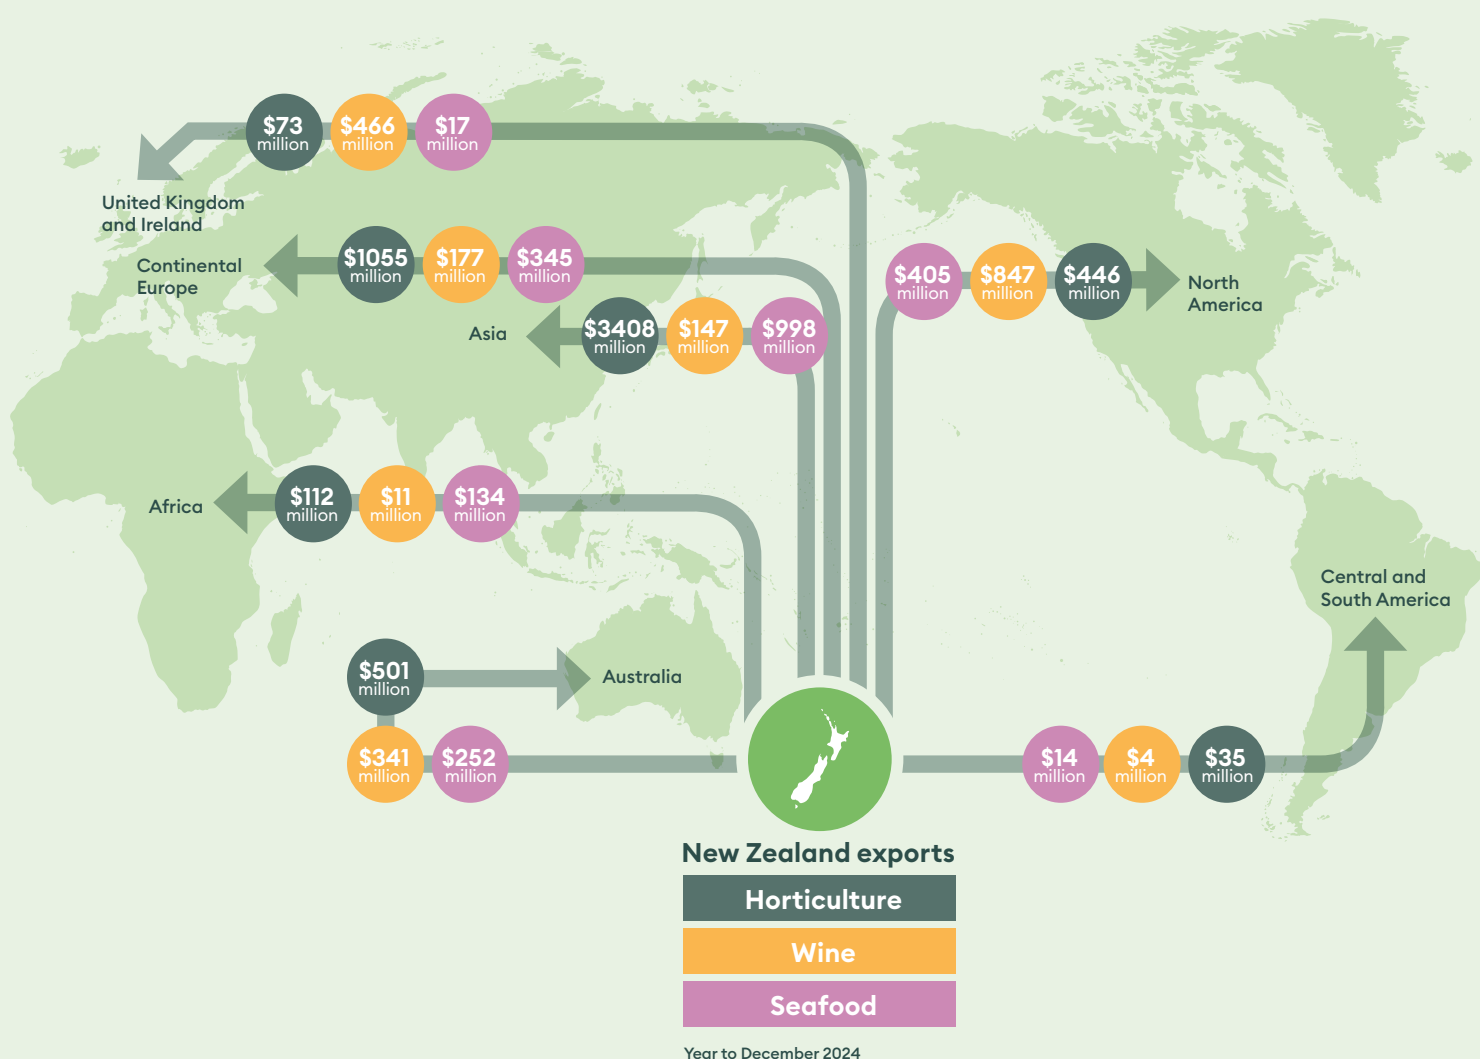 $73
million
$466
million
$17
million
United Kingdom
and Ireland
$1055
million
$177
million
$345
million
Continental
Europe
$405
million
$847
million
$446
million
North
America
Asia
$3408
million
$147
million
$998
million
Africa
$112
million
$11
million
$134
million
Central and
South America
$501
million
Australia
$341
million
$252
million
$14
million
$4
million
$35
million
New Zealand exports
Horticulture
Wine
Seafood
Year to December 2024